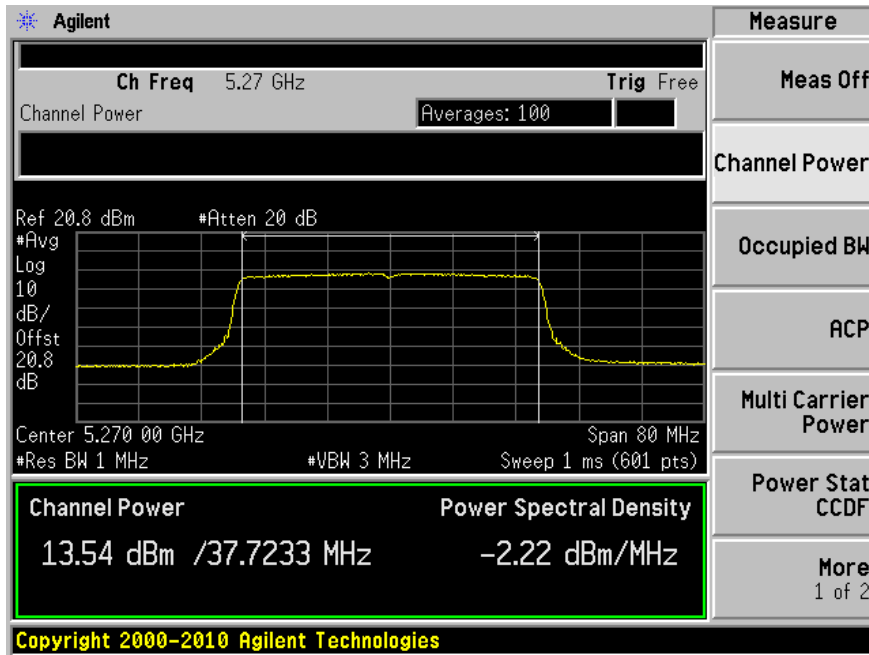 Agilent
Measure
Ch Freq 5.27 GHz Trig Free
Channel Power Averages: 100
Ref 20.8 dBm #Atten 20 dB
#Avg
Log
10
dB/
Offst
20.8
dB
Center 5.270 00 GHz Span 80 MHz
#Res BW 1 MHz #VBW 3 MHz Sweep 1 ms (601 pts)
Channel Power Power Spectral Density
13.54 dBm /37.7233 MHz -2.22 dBm/MHz
Copyright 2000-2010 Agilent Technologies
Meas Off
Channel Power
Occupied BW
ACP
Multi Carrier
Power
Power Stat
CCDF
More
1 of 2